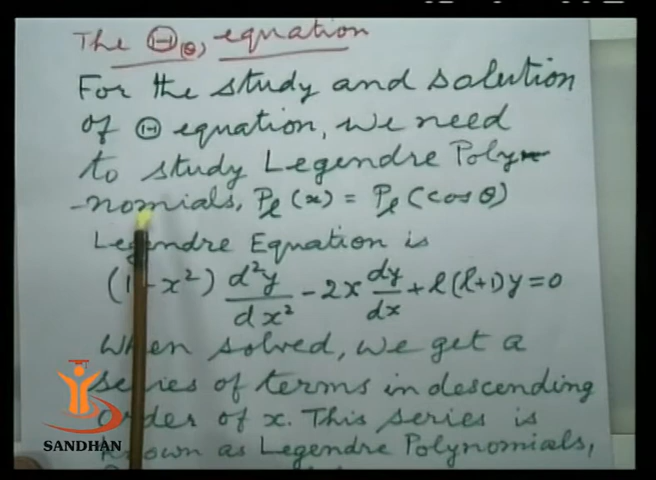 The Θ(θ) equation
For the study and solution
of Θ equation, we need
to study Legendre Poly-
-nomials, Pℓ(x) = Pℓ(cos θ)
Legendre Equation is
(1-x²) d²y/dx² - 2x dy/dx + ℓ(ℓ+1)y = 0
When solved, we get a
series of terms in descending
order of x. This series is
known as Legendre Polynomials,
SANDHAN